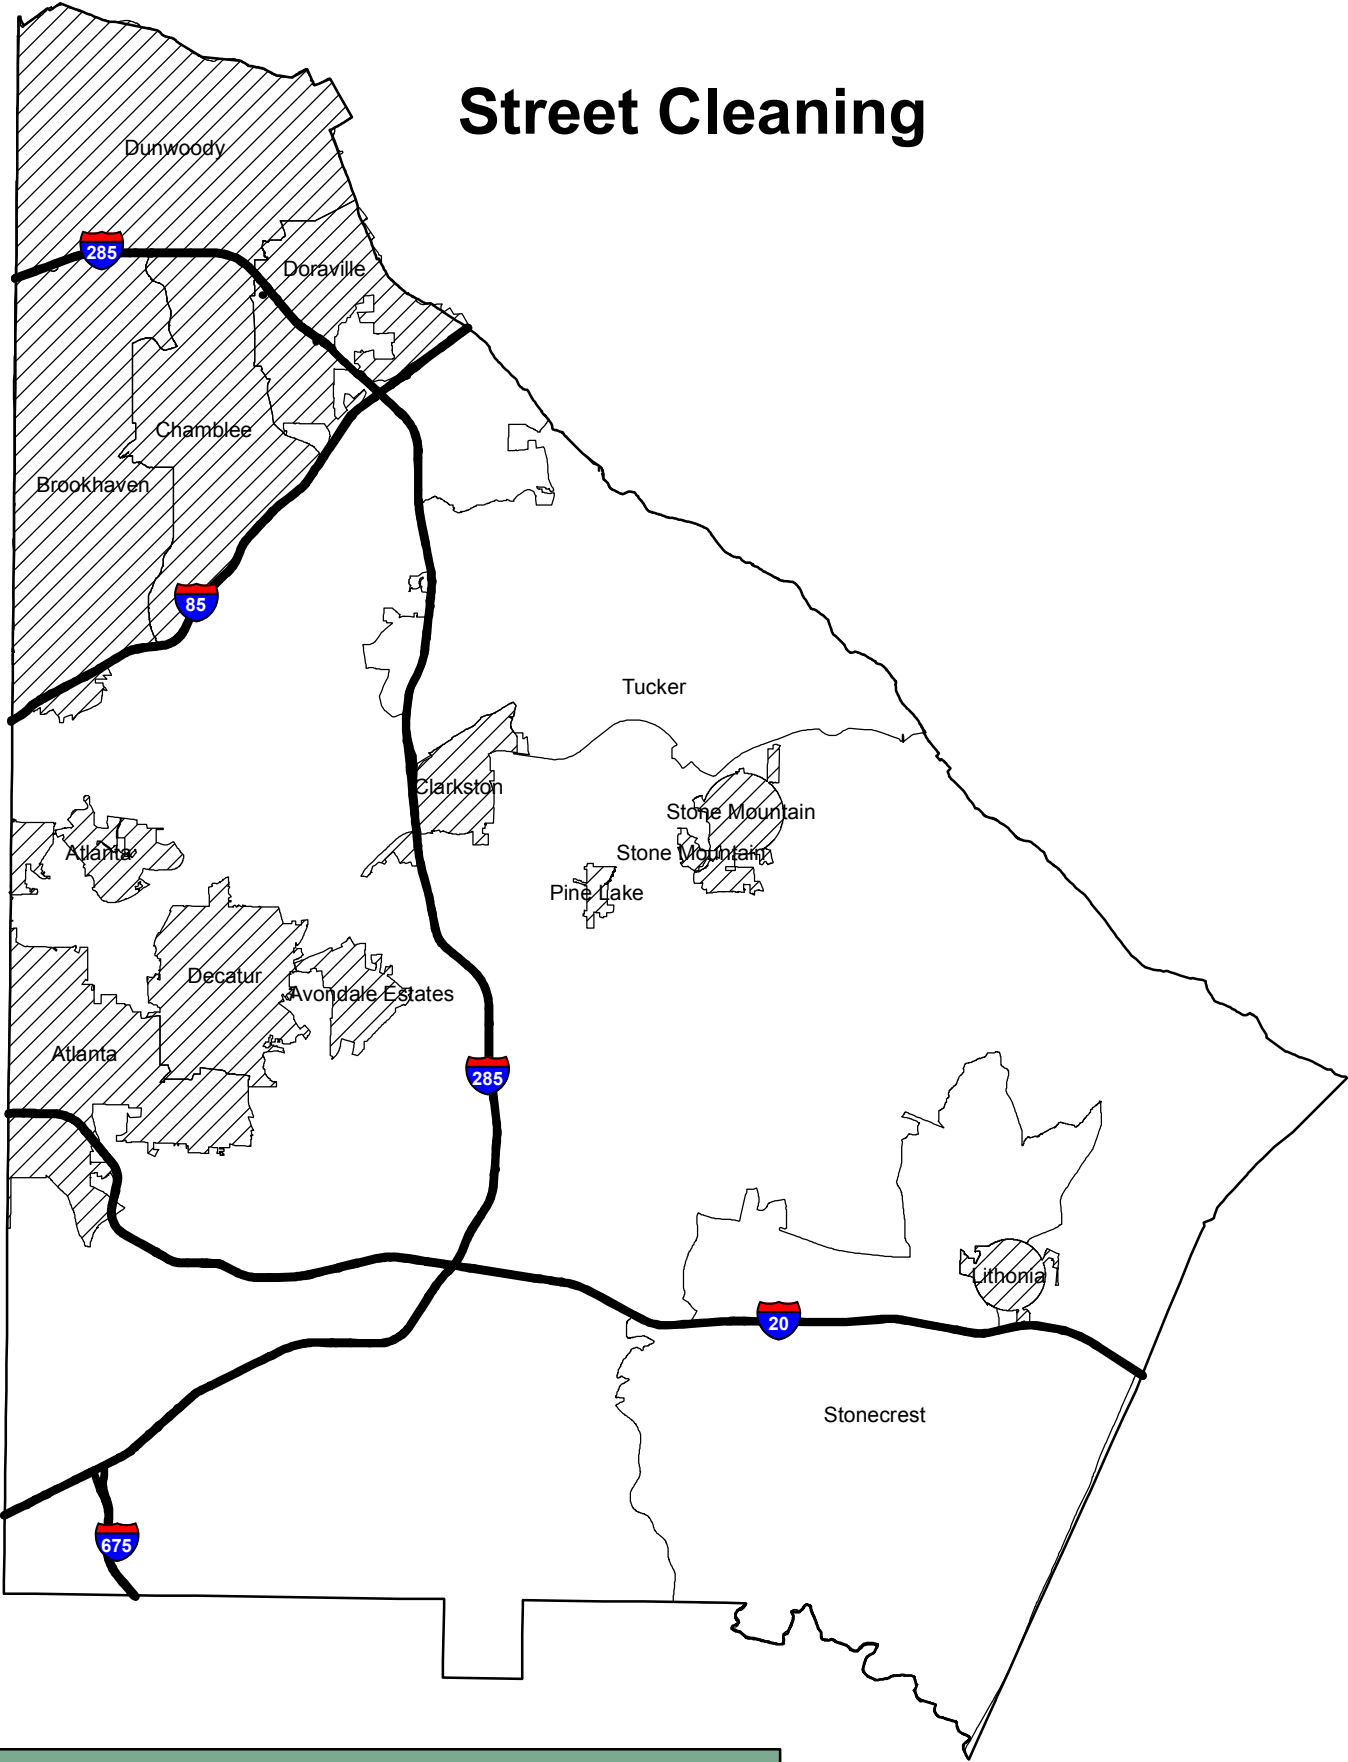 Street Cleaning
Dunwoody
285
Doraville
Chamblee
Brookhaven
85
Tucker
Clarkston
Stone Mountain
Atlanta
Stone Mountain
Pine Lake
Decatur
Avondale Estates
Atlanta
285
Lithonia
20
Stonecrest
675